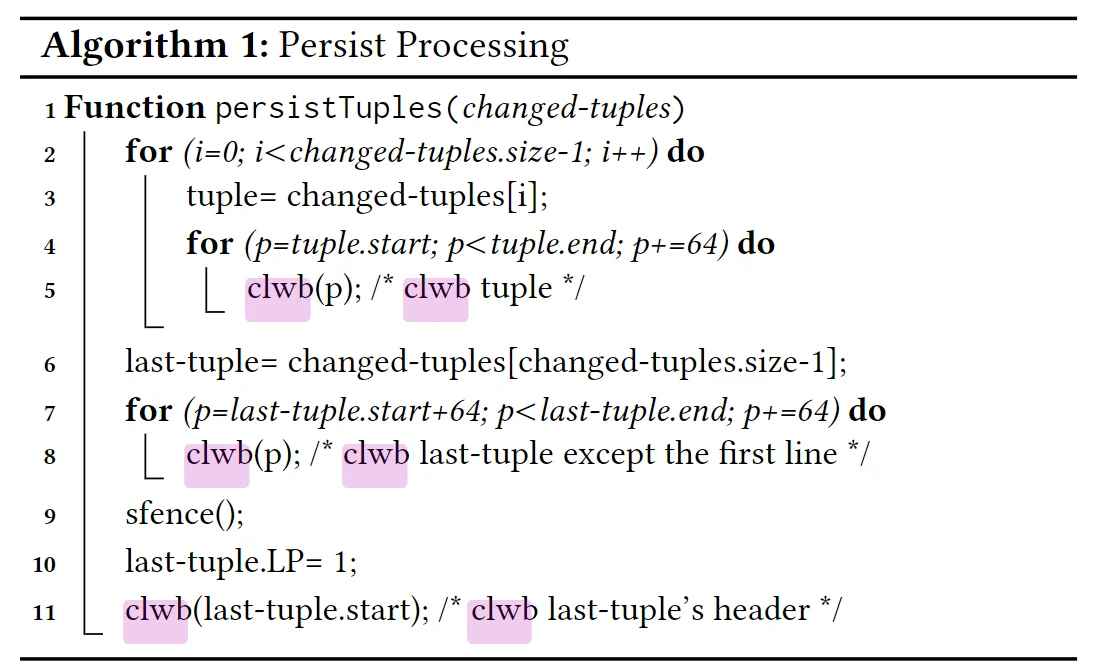 Algorithm 1: Persist Processing
1 Function persistTuples(changed-tuples)
2 for (i=0; i<changed-tuples.size-1; i++) do
3 tuple= changed-tuples[i];
4 for (p=tuple.start; p<tuple.end; p+=64) do
5 clwb(p); /* clwb tuple */
6 last-tuple= changed-tuples[changed-tuples.size-1];
7 for (p=last-tuple.start+64; p<last-tuple.end; p+=64) do
8 clwb(p); /* clwb last-tuple except the first line */
9 sfence();
10 last-tuple.LP= 1;
11 clwb(last-tuple.start); /* clwb last-tuple’s header */